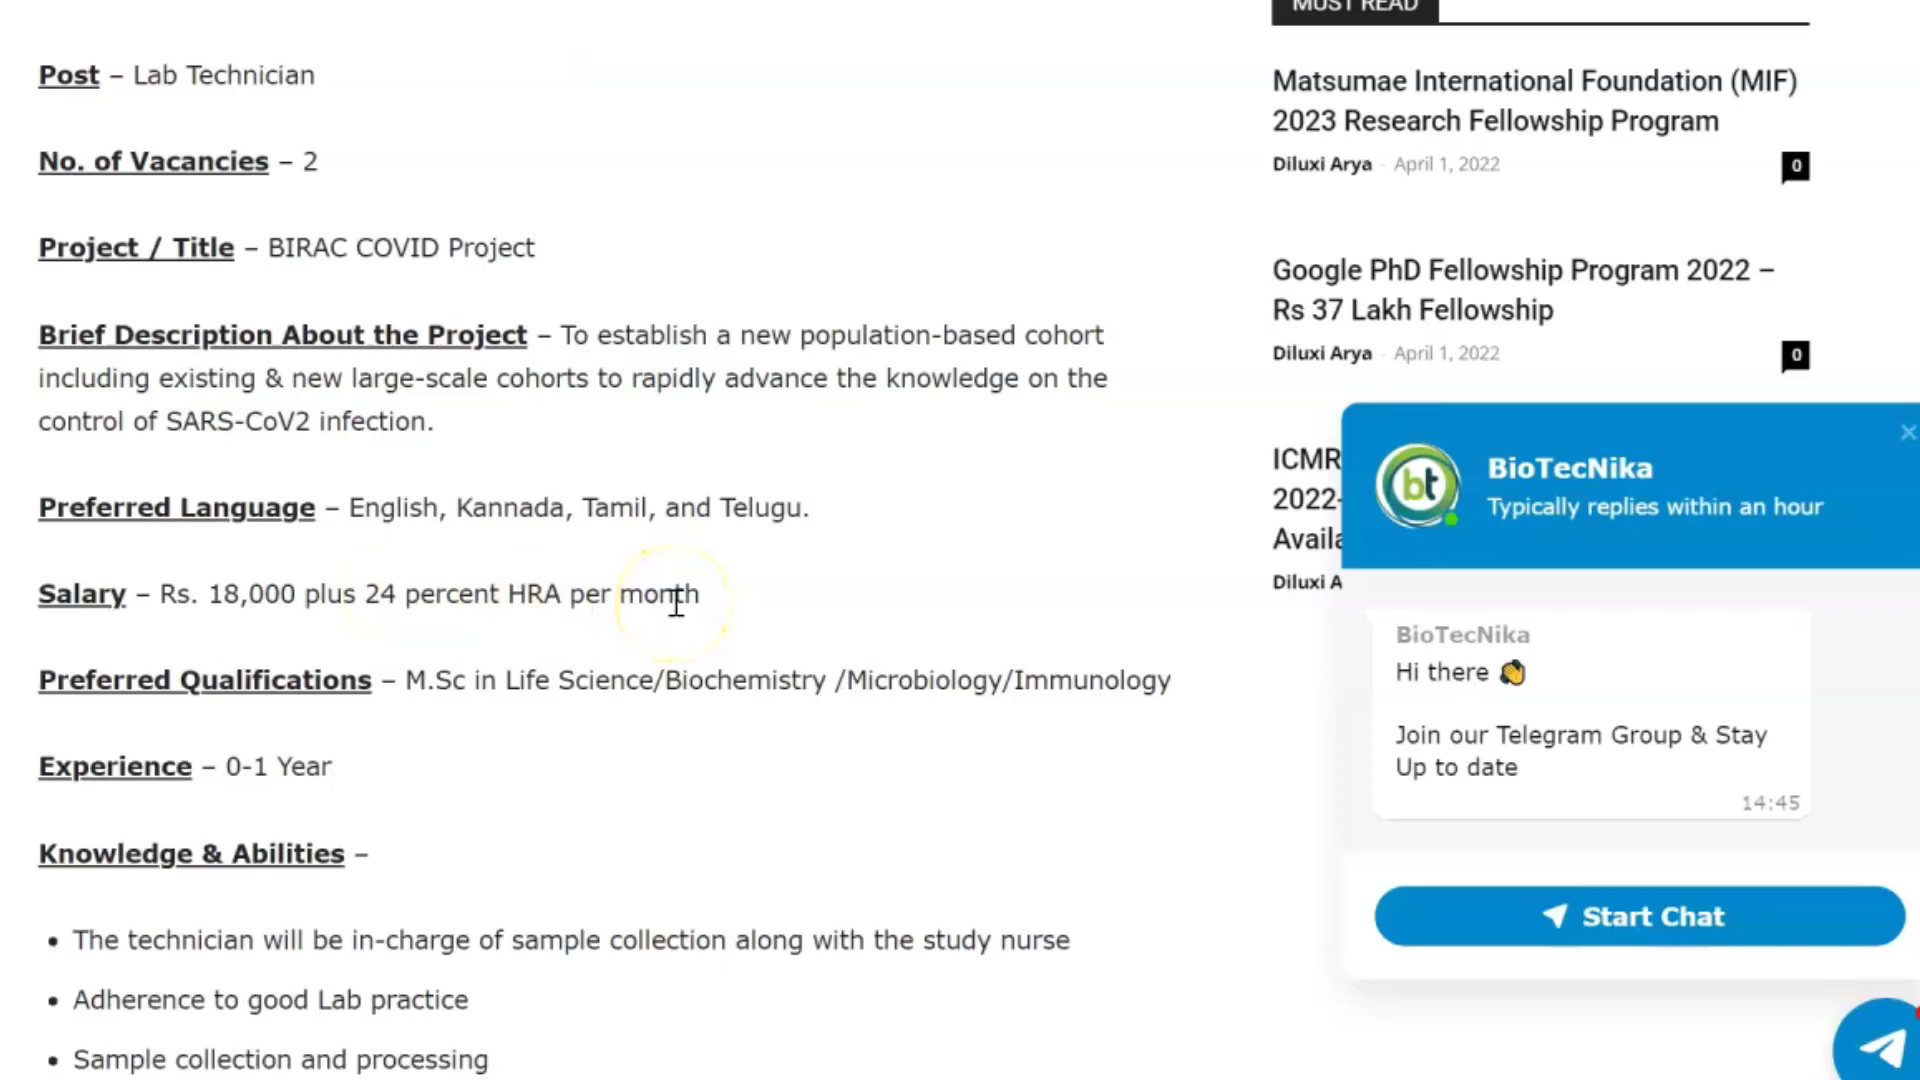 MUST READ
Post – Lab Technician
No. of Vacancies – 2
Project / Title – BIRAC COVID Project
Brief Description About the Project – To establish a new population-based cohort
including existing & new large-scale cohorts to rapidly advance the knowledge on the
control of SARS-CoV2 infection.
Preferred Language – English, Kannada, Tamil, and Telugu.
Salary – Rs. 18,000 plus 24 percent HRA per month
Preferred Qualifications – M.Sc in Life Science/Biochemistry /Microbiology/Immunology
Experience – 0-1 Year
Knowledge & Abilities –
• The technician will be in-charge of sample collection along with the study nurse
• Adherence to good Lab practice
• Sample collection and processing
Matsumae International Foundation (MIF)
2023 Research Fellowship Program
Diluxi Arya - April 1, 2022
0
Google PhD Fellowship Program 2022 –
Rs 37 Lakh Fellowship
Diluxi Arya - April 1, 2022
0
ICMR
2022-
Availa
Diluxi A
bt
BioTecNika
Typically replies within an hour
BioTecNika
Hi there
Join our Telegram Group & Stay
Up to date
14:45
Start Chat